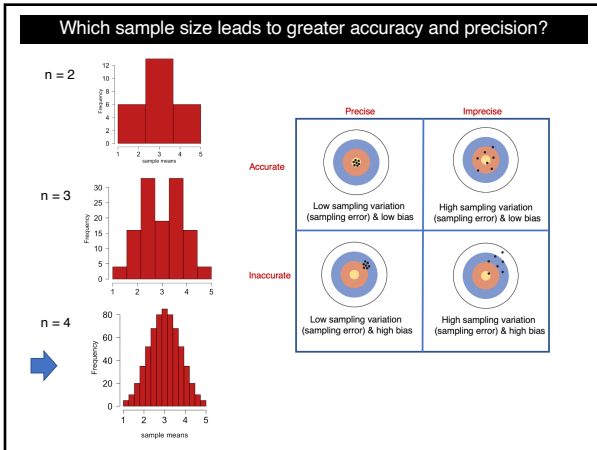 Which sample size leads to greater accuracy and precision?
n = 2
Frequency
12
10
8
6
4
2
0
1 2 3 4 5
sample means
n = 3
Frequency
30
25
20
15
10
5
0
1 2 3 4 5
n = 4
Frequency
80
60
40
20
0
1 2 3 4 5
sample means
Precise
Imprecise
Accurate
Low sampling variation
(sampling error) & low bias
High sampling variation
(sampling error) & low bias
Inaccurate
Low sampling variation
(sampling error) & high bias
High sampling variation
(sampling error) & high bias